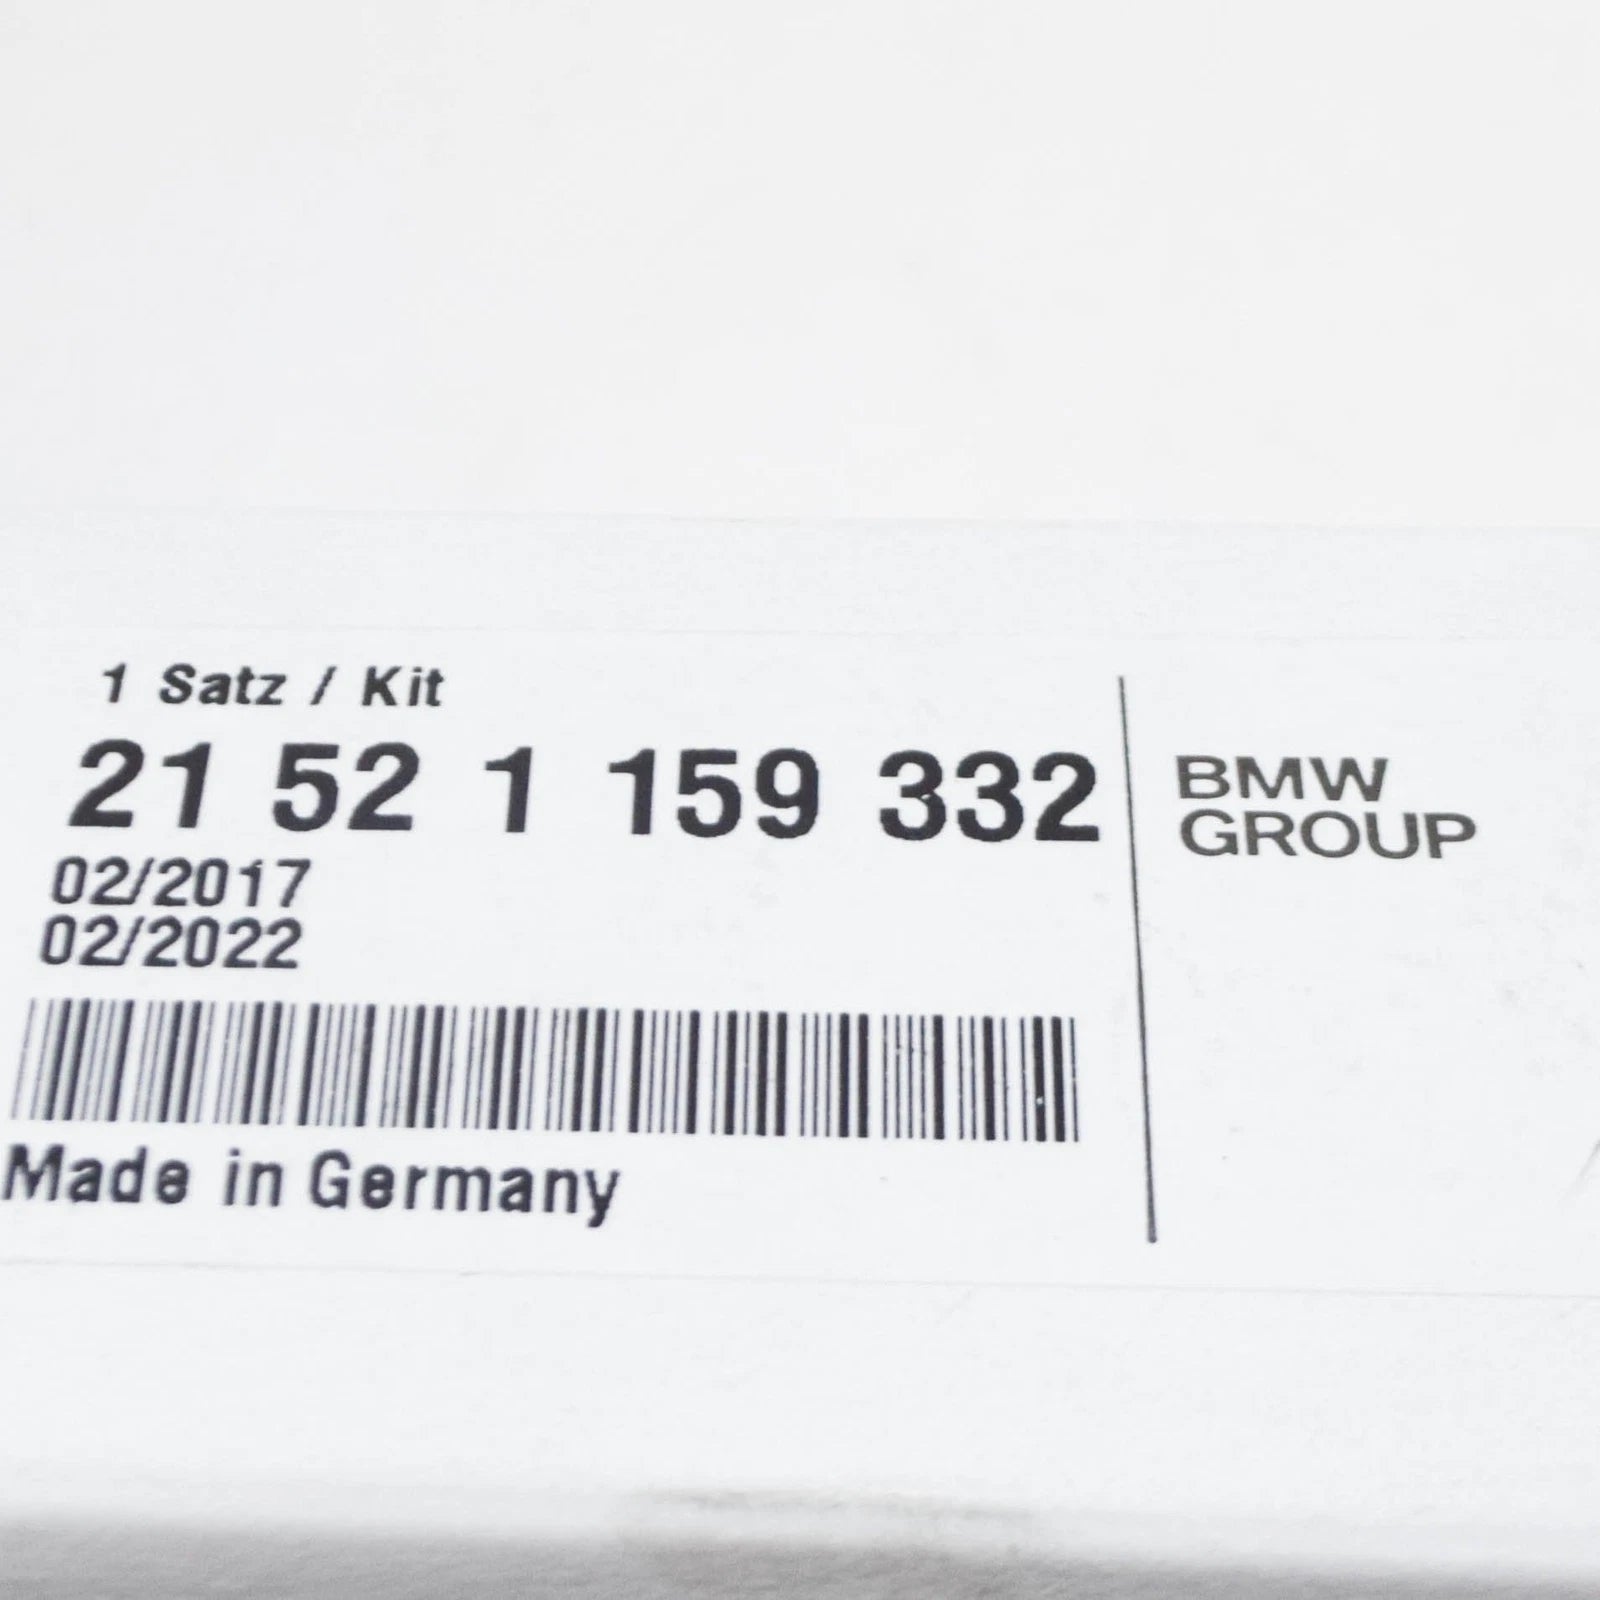 1 Satz / Kit
21 52 1 159 332
02/2017
02/2022
Made in Germany
BMW
GROUP